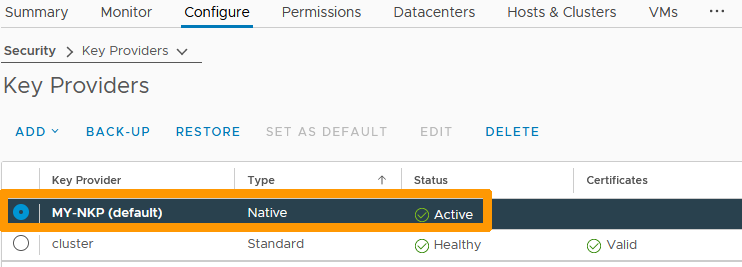 Summary Monitor Configure Permissions Datacenters Hosts & Clusters VMs ...
Security > Key Providers
Key Providers
ADD BACK-UP RESTORE SET AS DEFAULT EDIT DELETE
Key Provider Type Status Certificates
MY-NKP (default) Native Active
cluster Standard Healthy Valid